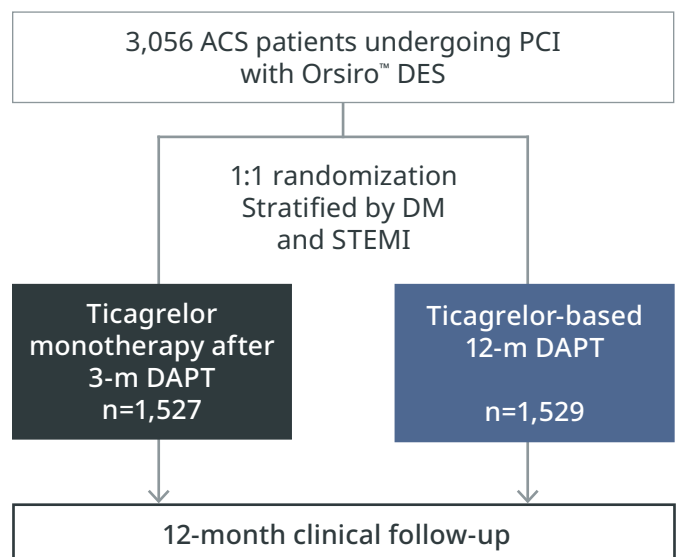 3,056 ACS patients undergoing PCI
with Orsiro™ DES
1:1 randomization
Stratified by DM
and STEMI
Ticagrelor
monotherapy after
3-m DAPT
n=1,527
Ticagrelor-based
12-m DAPT
n=1,529
12-month clinical follow-up